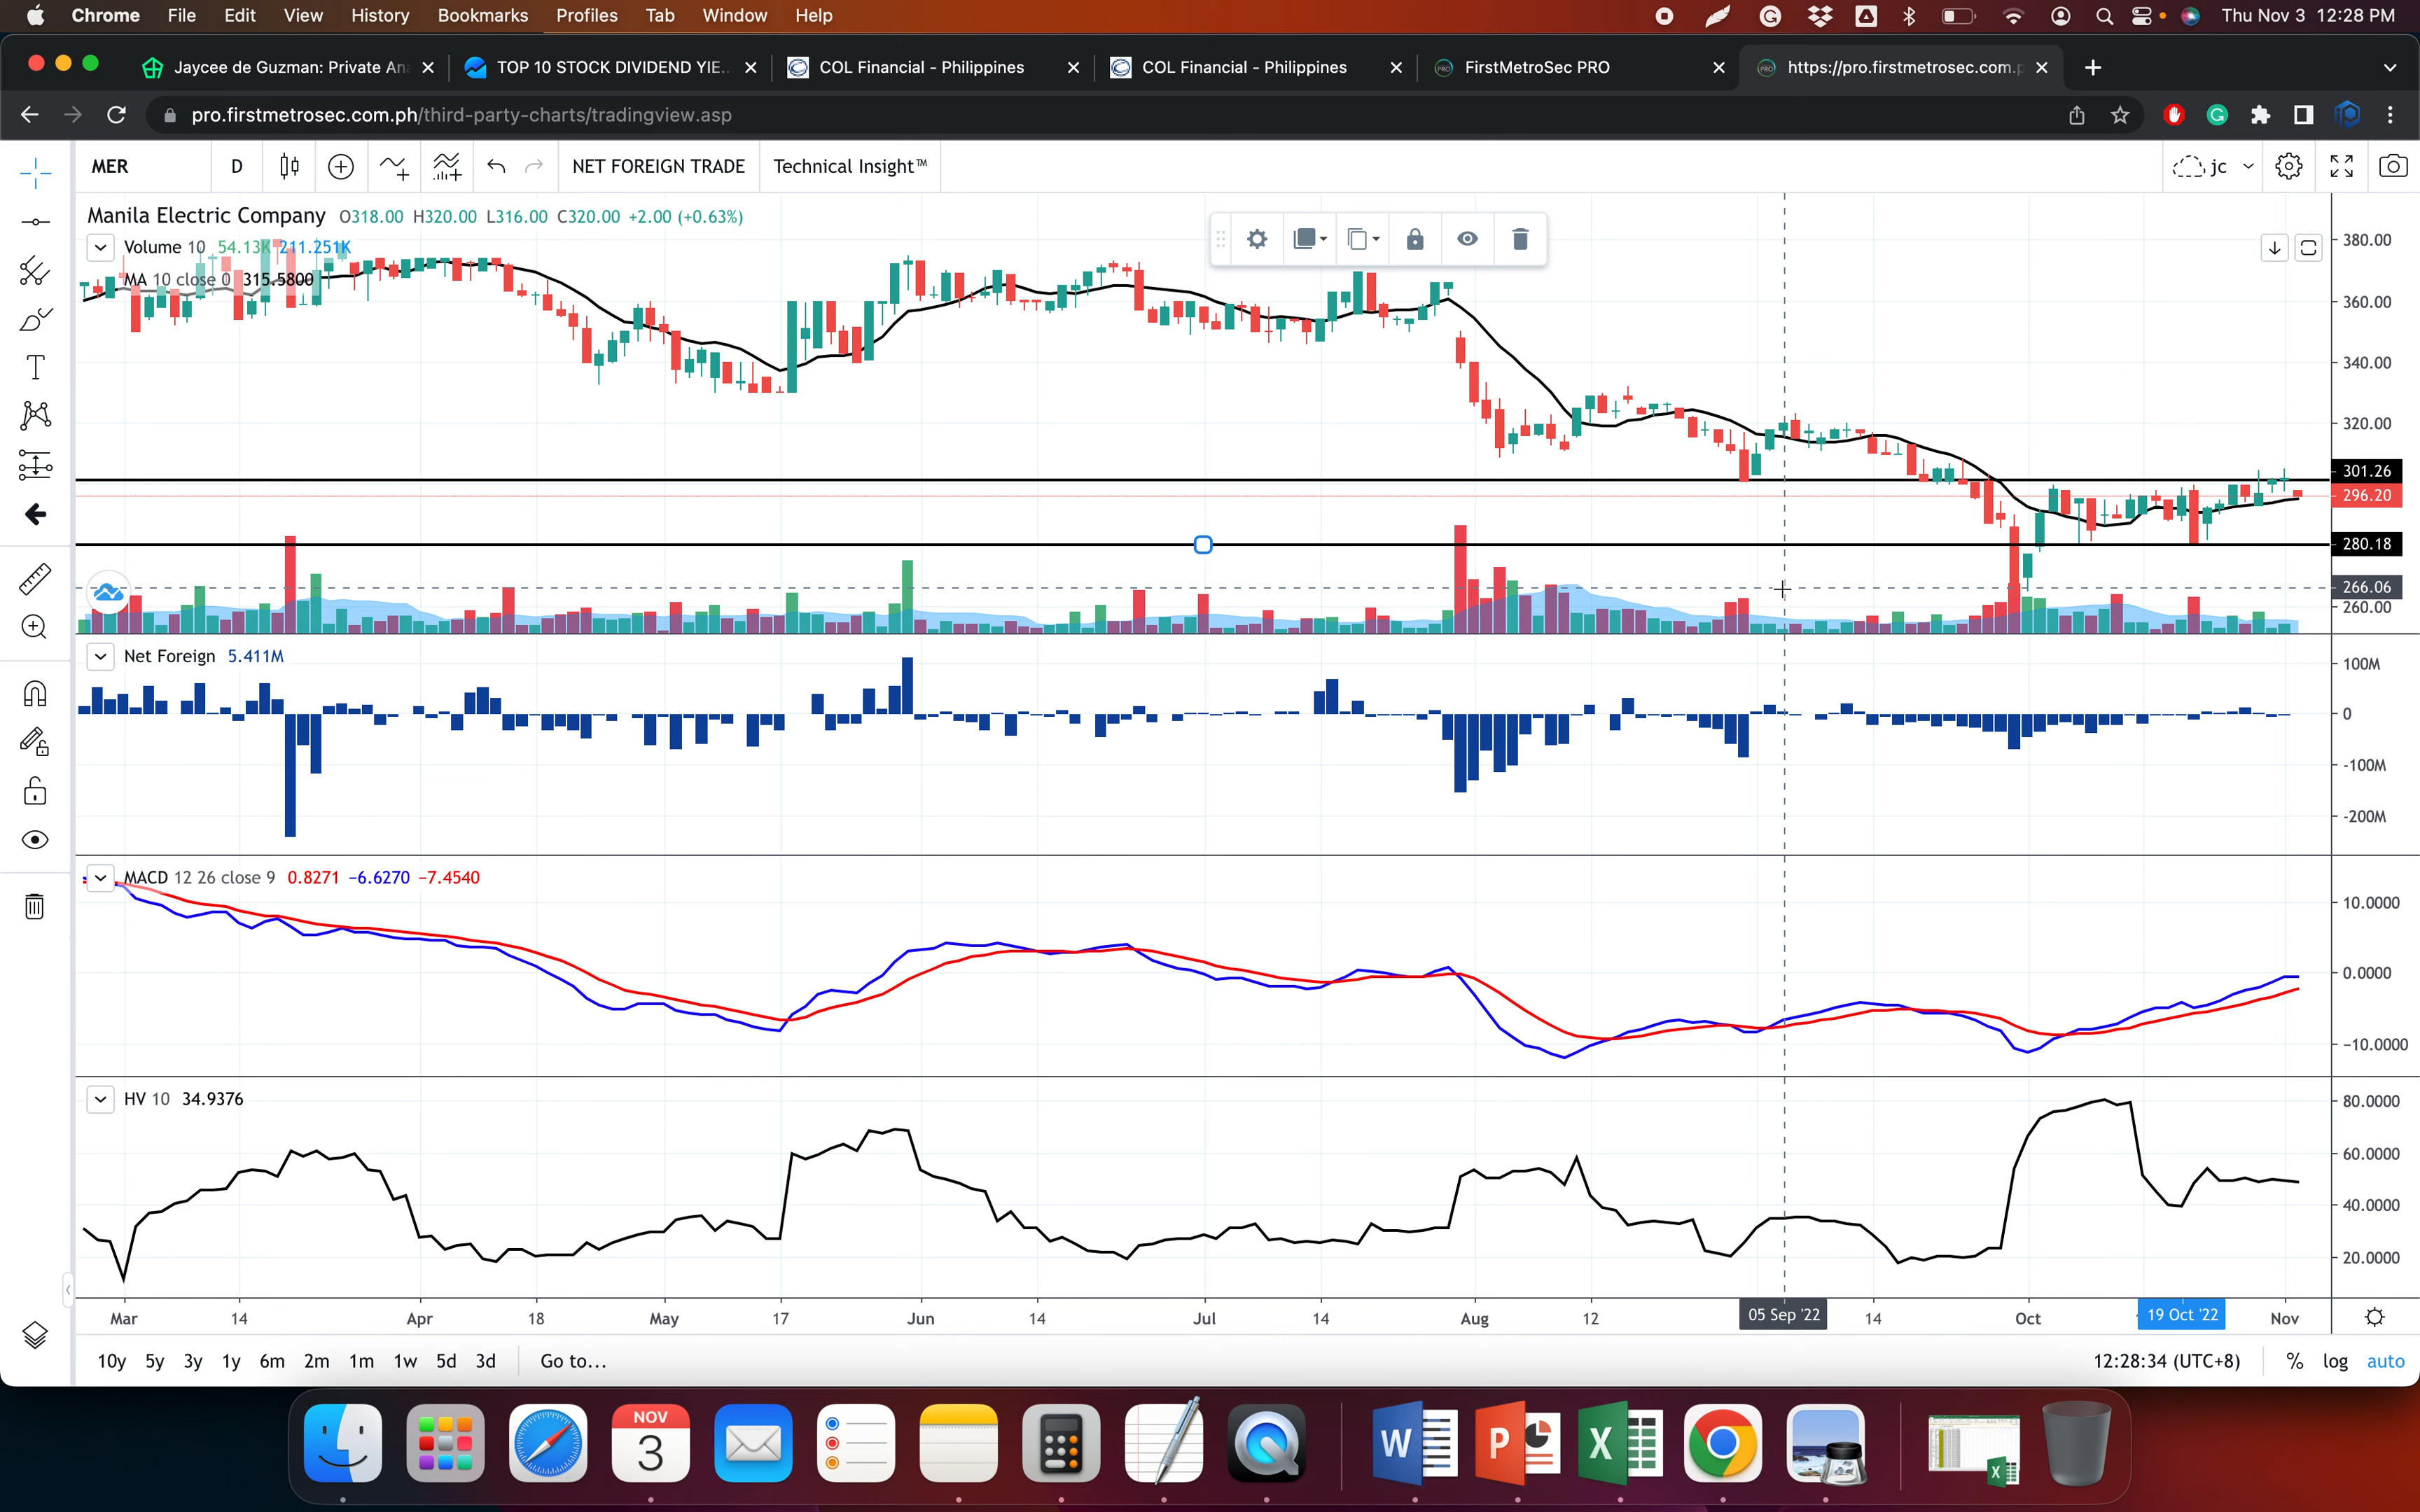 Chrome File Edit View History Bookmarks Profiles Tab Window Help Thu Nov 3 12:28 PM
Jaycee de Guzman: Private An TOP 10 STOCK DIVIDEND YIE... COL Financial - Philippines COL Financial - Philippines FirstMetroSec PRO https://pro.firstmetrosec.com.p
pro.firstmetrosec.com.ph/third-party-charts/tradingview.asp
MER D NET FOREIGN TRADE Technical Insight™ jc
Manila Electric Company O318.00 H320.00 L316.00 C320.00 +2.00 (+0.63%)
Volume 10 54.13K 211.251K
MA 10 close 0 315.5800
380.00
360.00
340.00
320.00
301.26
296.20
280.18
266.06
260.00
Net Foreign 5.411M
100M
0
-100M
-200M
MACD 12 26 close 9 0.8271 −6.6270 −7.4540
10.0000
0.0000
−10.0000
HV 10 34.9376
80.0000
60.0000
40.0000
20.0000
Mar 14 Apr 18 May 17 Jun 14 Jul 14 Aug 12 05 Sep '22 14 Oct 19 Oct '22 Nov
10y 5y 3y 1y 6m 2m 1m 1w 5d 3d Go to... 12:28:34 (UTC+8) % log auto
NOV
3
W P X
X